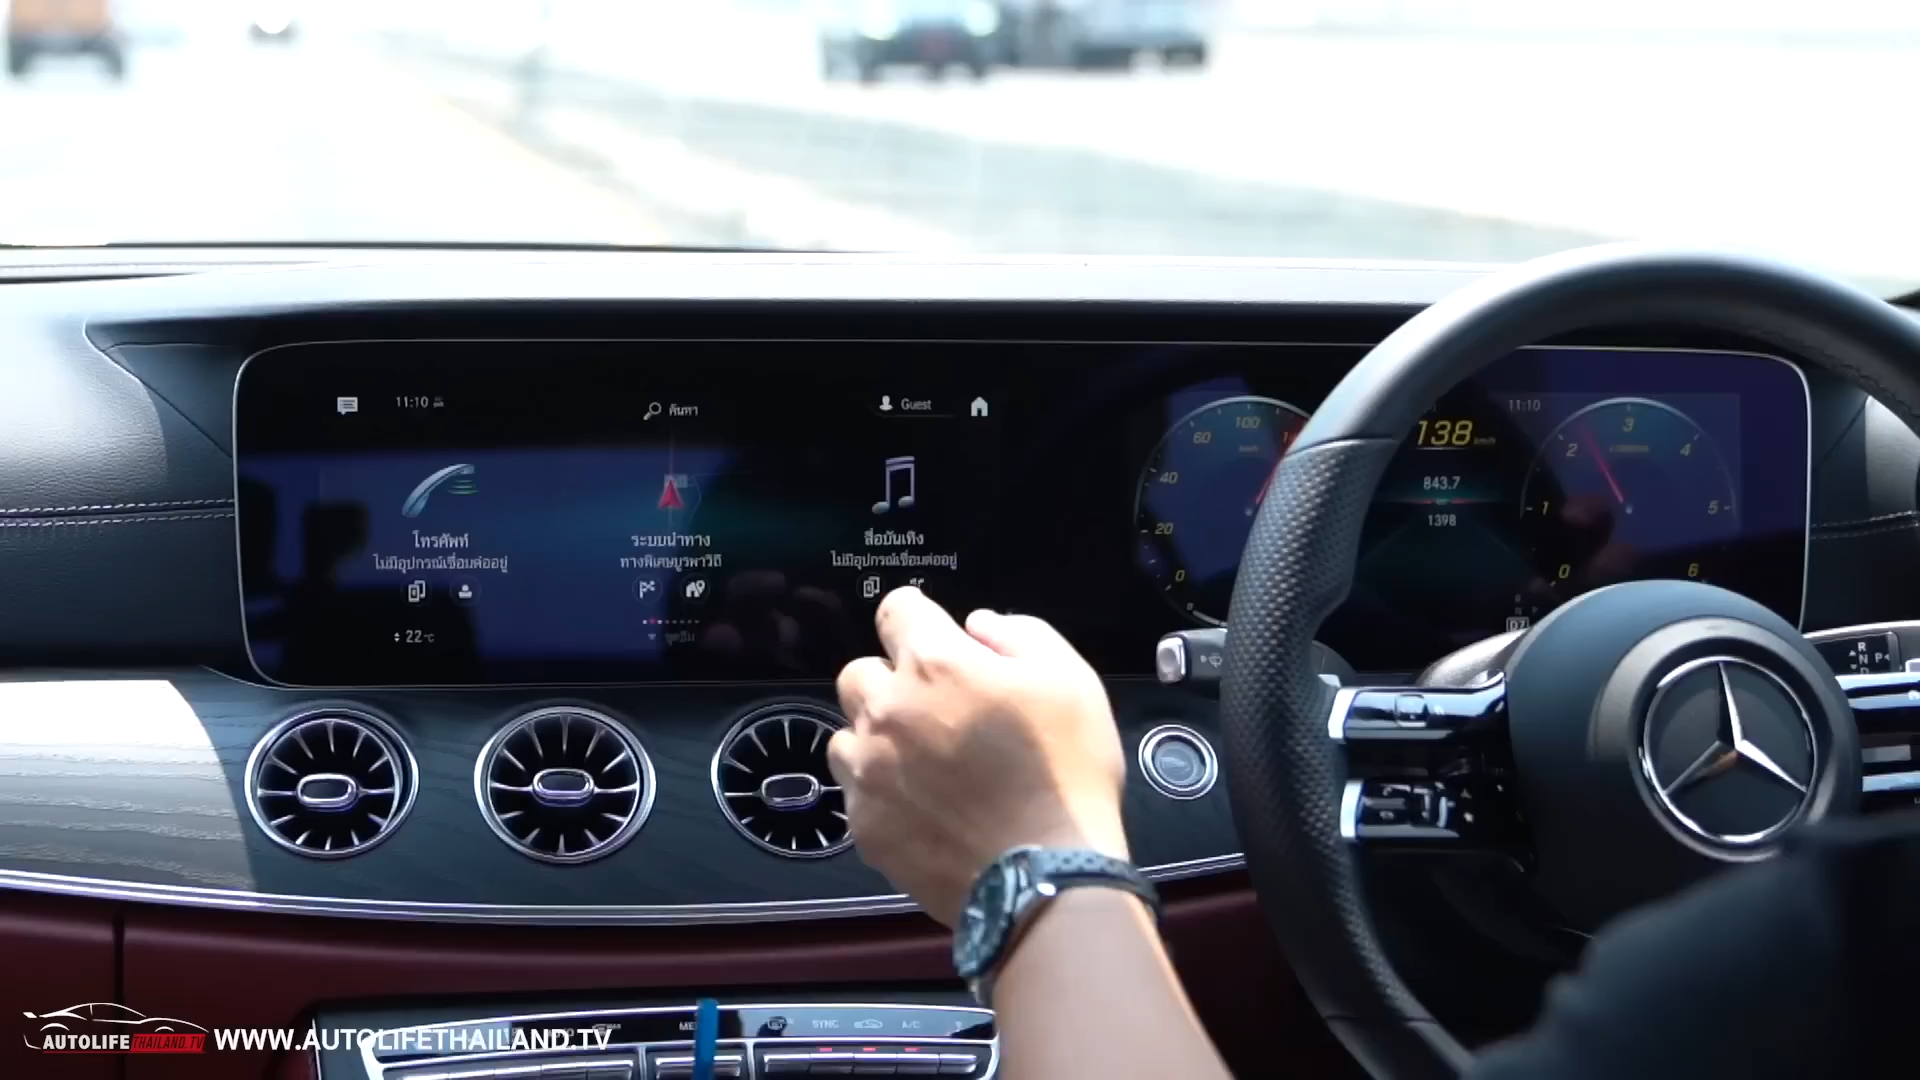 11:10
ค้นหา
Guest
โทรศัพท์
ไม่มีอุปกรณ์เชื่อมต่ออยู่
ระบบนำทาง
ทางพิเศษบูรพาวิถี
สื่อบันเทิง
ไม่มีอุปกรณ์เชื่อมต่ออยู่
22°C
100
60
40
20
0
138 km/h
843.7
1398
11:10
3
2
4
1
5
0
6
D7
R
N
D
P
SYNC
A/C
AUTOLIFETHAILAND.TV
WWW.AUTOLIFETHAILAND.TV